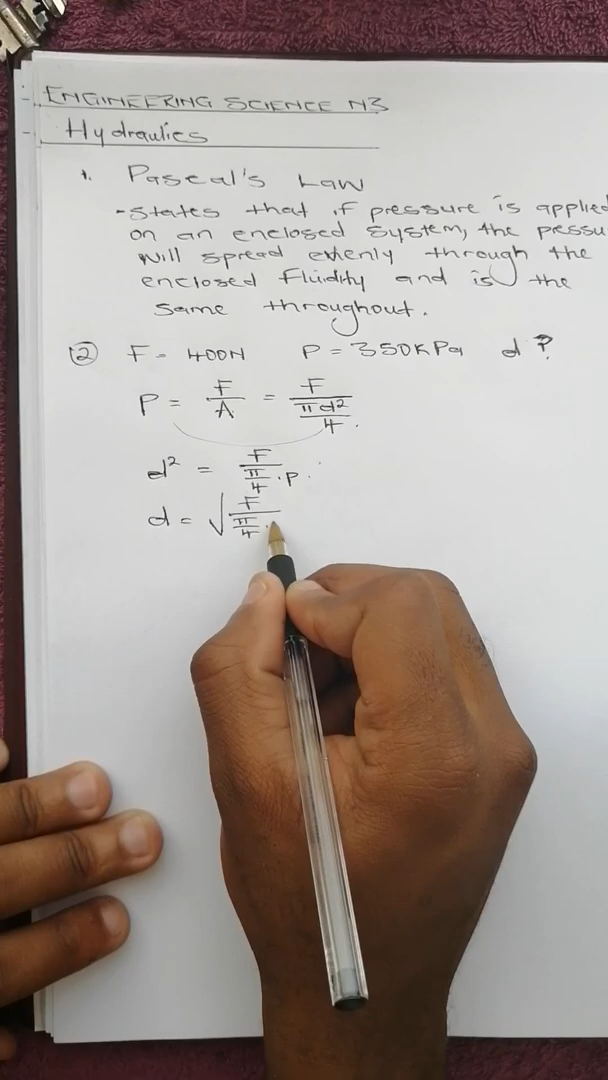 ENGINEERING SCIENCE N3
Hydraulics
1. Pascal's Law
- States that if pressure is applied
on an enclosed system, the pressu
will spread evenly through the
enclosed fluidity and is the
same throughout.
② F = 400N P = 350KPa d?
P = F/A = F/(πd²/4)
d² = F/(π/4 . P)
d = √F/(π/4 .